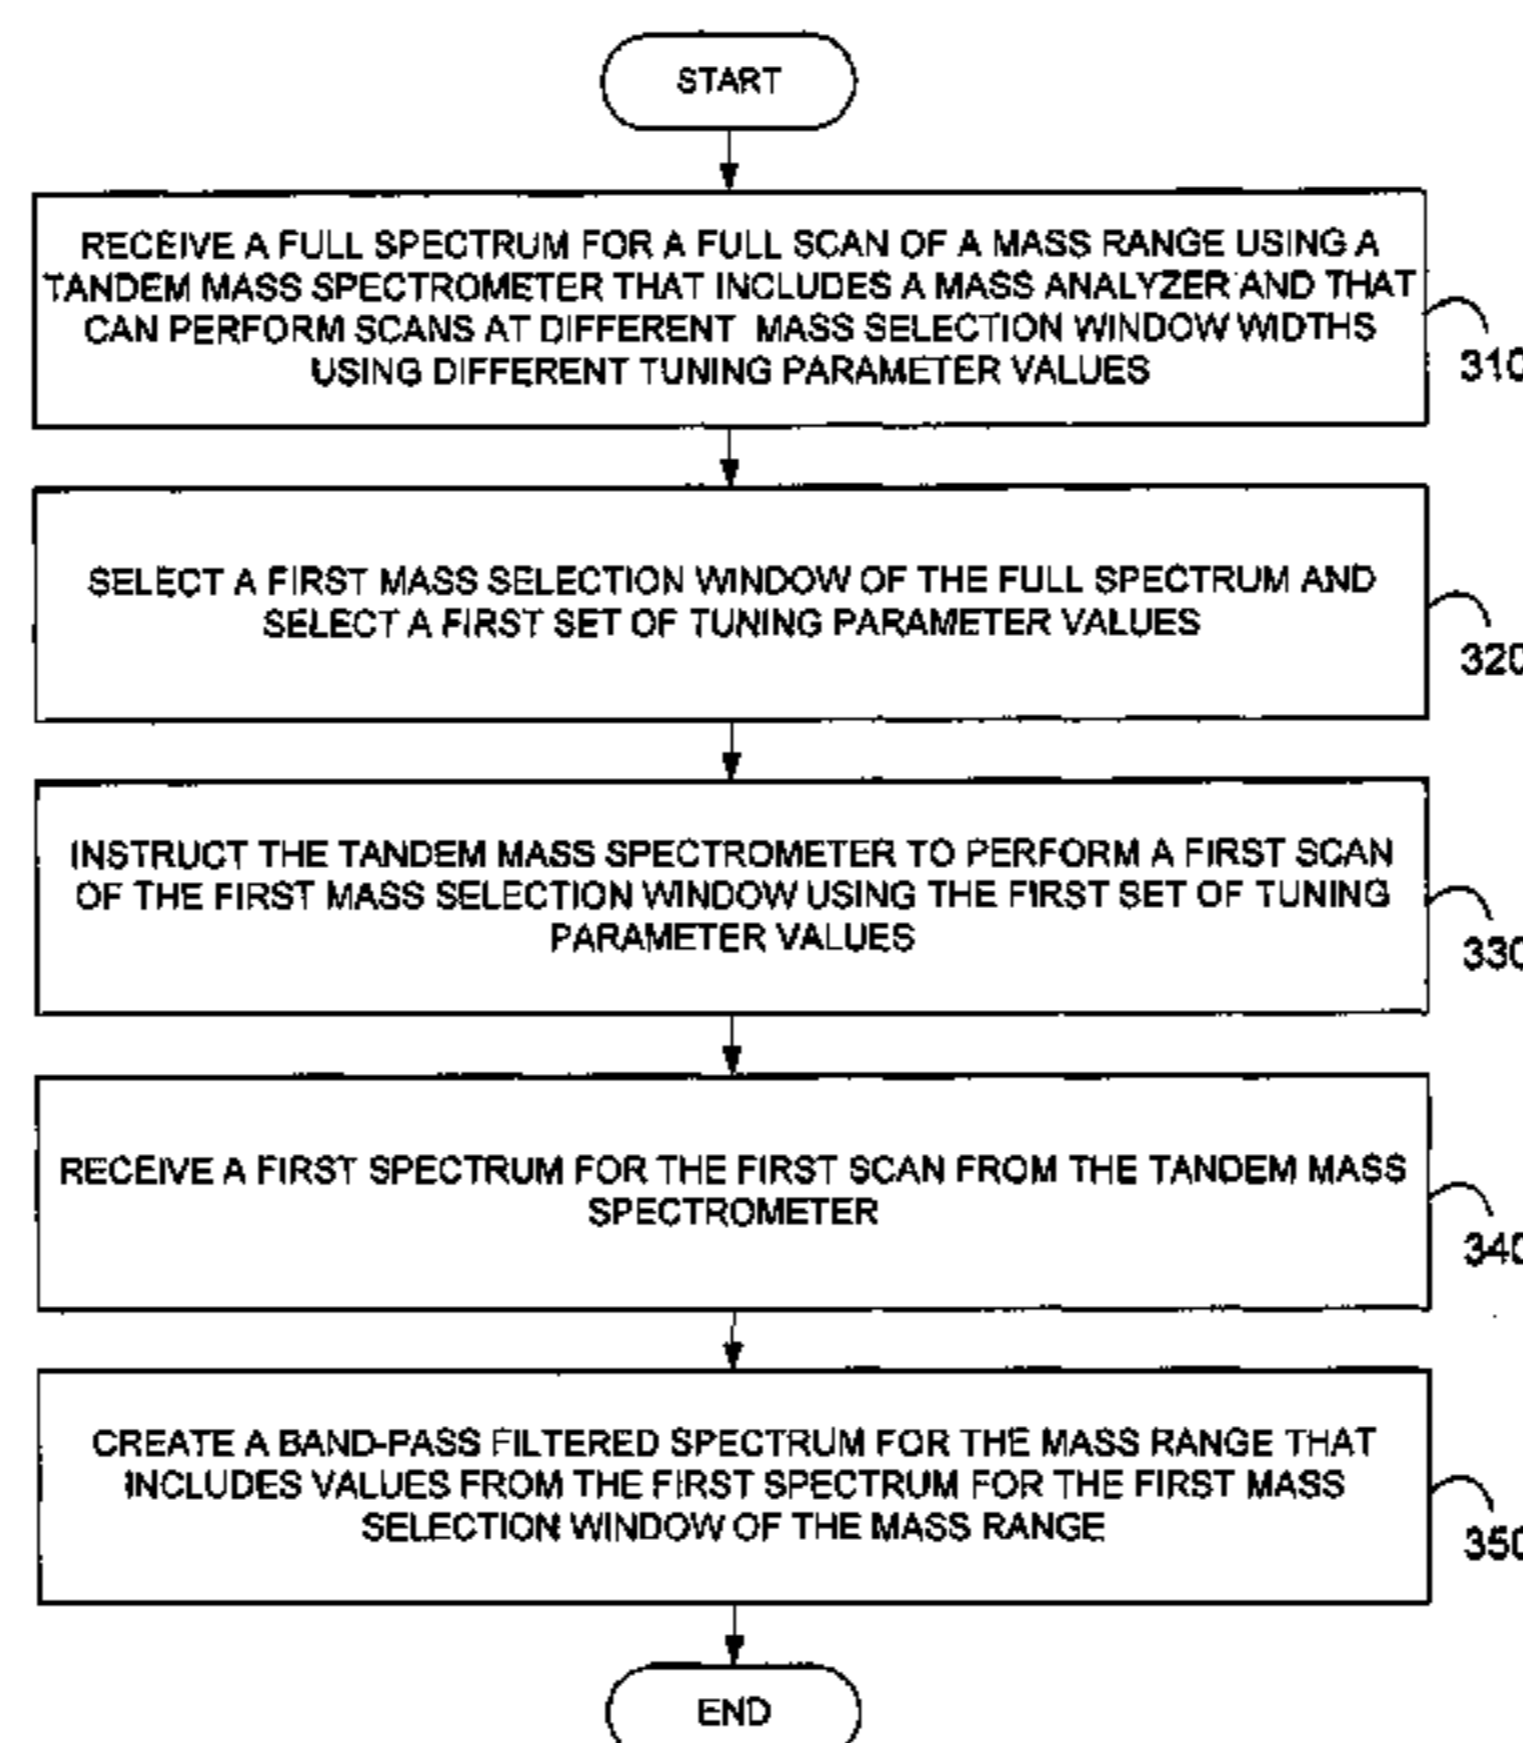 START
RECEIVE A FULL SPECTRUM FOR A FULL SCAN OF A MASS RANGE USING A
TANDEM MASS SPECTROMETER THAT INCLUDES A MASS ANALYZER AND THAT
CAN PERFORM SCANS AT DIFFERENT MASS SELECTION WINDOW WIDTHS
USING DIFFERENT TUNING PARAMETER VALUES
310
SELECT A FIRST MASS SELECTION WINDOW OF THE FULL SPECTRUM AND
SELECT A FIRST SET OF TUNING PARAMETER VALUES
320
INSTRUCT THE TANDEM MASS SPECTROMETER TO PERFORM A FIRST SCAN
OF THE FIRST MASS SELECTION WINDOW USING THE FIRST SET OF TUNING
PARAMETER VALUES
330
RECEIVE A FIRST SPECTRUM FOR THE FIRST SCAN FROM THE TANDEM MASS
SPECTROMETER
340
CREATE A BAND-PASS FILTERED SPECTRUM FOR THE MASS RANGE THAT
INCLUDES VALUES FROM THE FIRST SPECTRUM FOR THE FIRST MASS
SELECTION WINDOW OF THE MASS RANGE
350
END